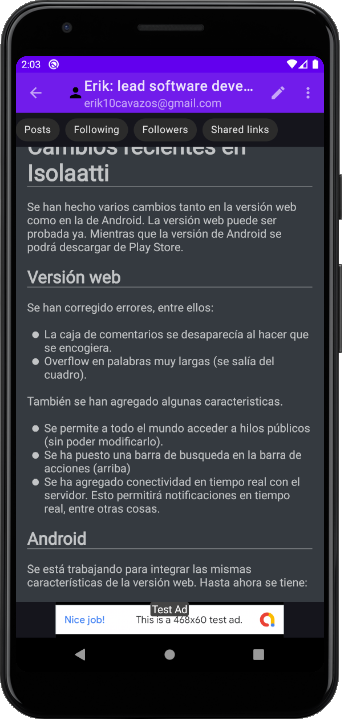 2:03
Erik: lead software deve...
erik10cavazos@gmail.com
Posts Following Followers Shared links
Cambios recientes en
Isolaatti
Se han hecho varios cambios tanto en la versión web
como en la de Android. La versión web puede ser
probada ya. Mientras que la versión de Android se
podrá descargar de Play Store.
Versión web
Se han corregido errores, entre ellos:
La caja de comentarios se desaparecía al hacer que
se encogiera.
Overflow en palabras muy largas (se salía del
cuadro).
También se han agregado algunas caracteristicas.
Se permite a todo el mundo acceder a hilos públicos
(sin poder modificarlo).
Se ha puesto una barra de busqueda en la barra de
acciones (arriba)
Se ha agregado conectividad en tiempo real con el
servidor. Esto permitirá notificaciones en tiempo
real, entre otras cosas.
Android
Se está trabajando para integrar las mismas
características de la versión web. Hasta ahora se tiene:
Test Ad
Nice job! This is a 468x60 test ad.